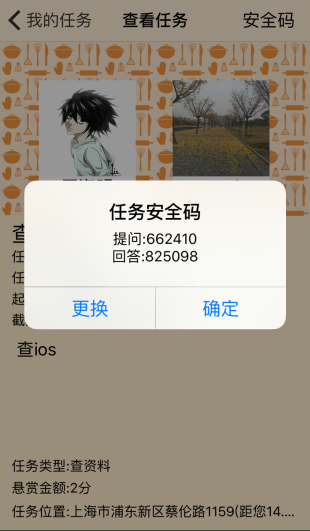 我的任务 查看任务 安全码
任务安全码
提问:662410
回答:825098
更换 确定
查ios
任务类型:查资料
悬赏金额:2分
任务位置:上海市浦东新区蔡伦路1159(距您14....